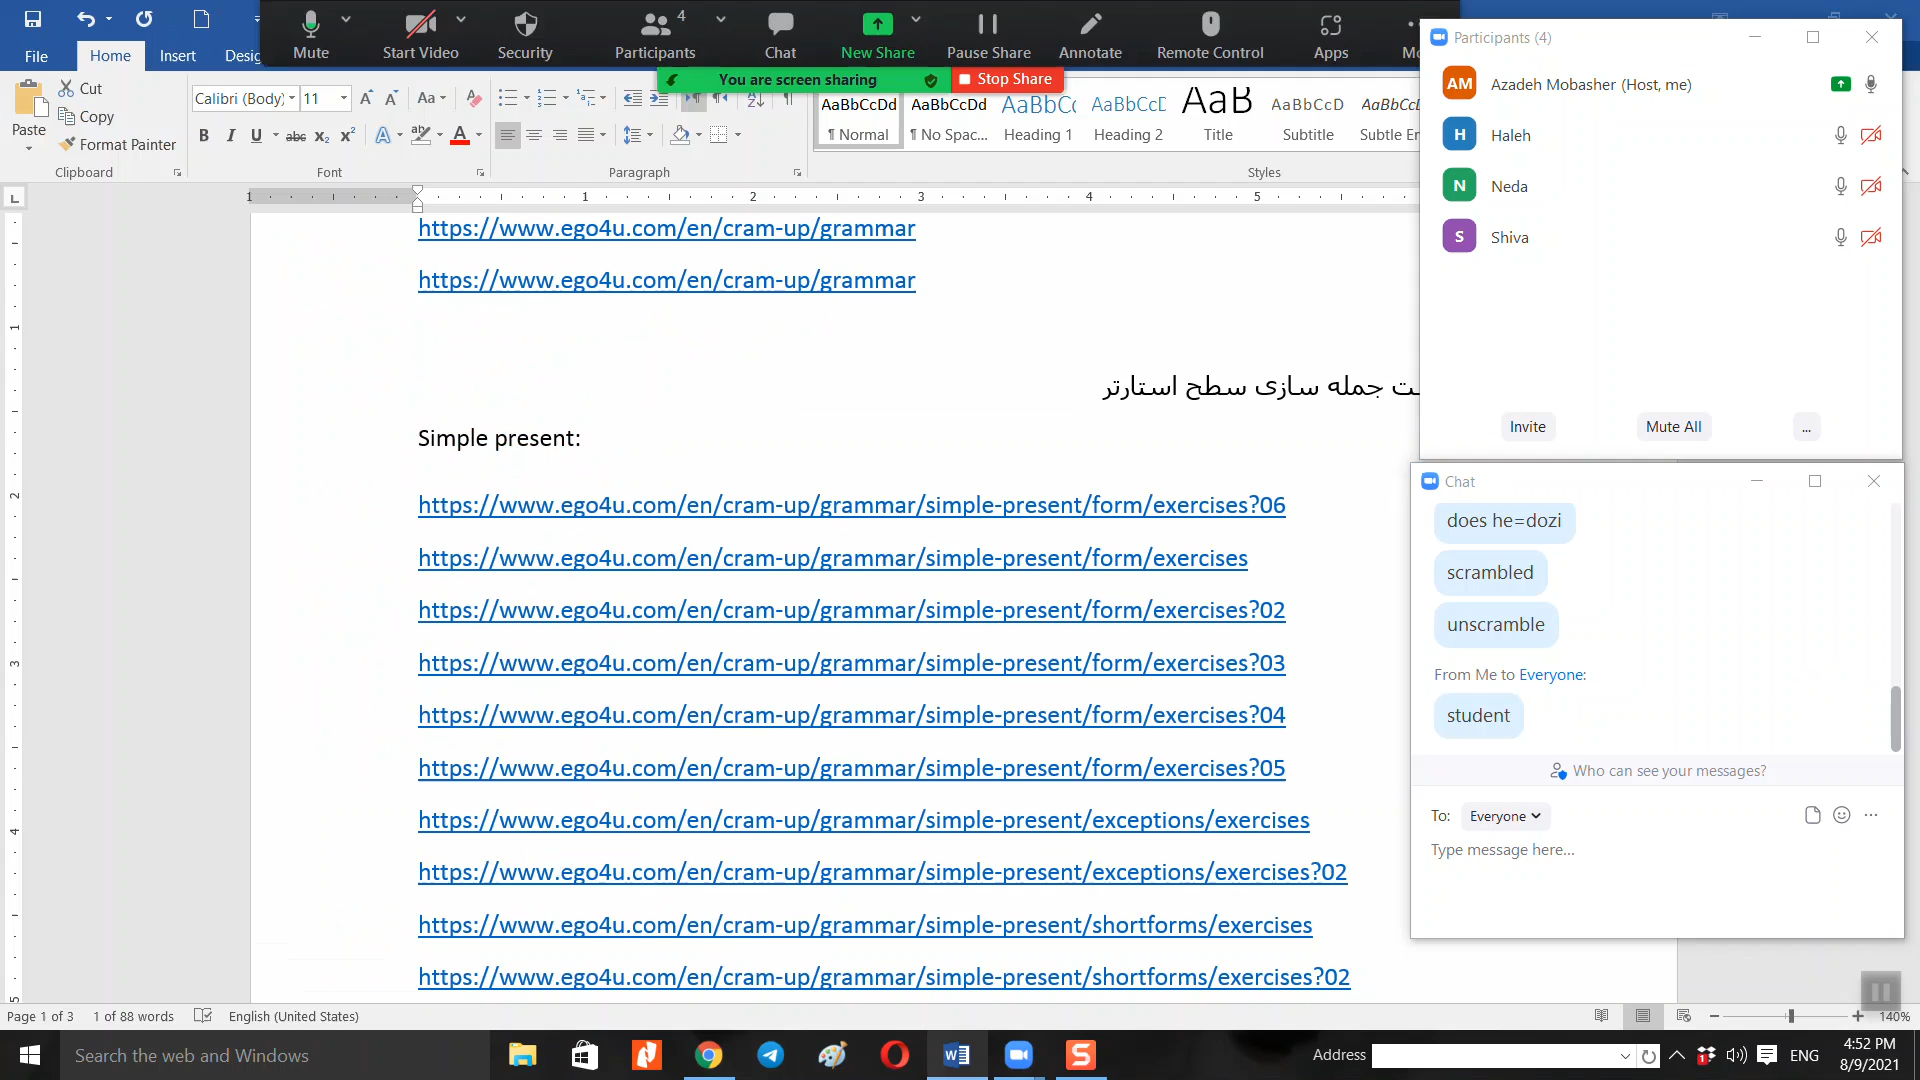 Mute
Start Video
Security
4
Participants
Chat
New Share
Pause Share
Annotate
Remote Control
Apps
You are screen sharing
Stop Share
File
Home
Insert
Paste
Cut
Copy
Format Painter
Clipboard
Calibri (Body)
11
Aa
B I U abc x₂ x² A ab A
Font
Paragraph
AaBbCcDd
¶ Normal
AaBbCcDd
¶ No Spac...
Heading 1
Heading 2
AaB
Title
AaBbCcD
Subtitle
Styles
1 1 2 3 4 5
https://www.ego4u.com/en/cram-up/grammar
https://www.ego4u.com/en/cram-up/grammar
جمله سازی سطح استارتر
Simple present:
https://www.ego4u.com/en/cram-up/grammar/simple-present/form/exercises?06
https://www.ego4u.com/en/cram-up/grammar/simple-present/form/exercises
https://www.ego4u.com/en/cram-up/grammar/simple-present/form/exercises?02
https://www.ego4u.com/en/cram-up/grammar/simple-present/form/exercises?03
https://www.ego4u.com/en/cram-up/grammar/simple-present/form/exercises?04
https://www.ego4u.com/en/cram-up/grammar/simple-present/form/exercises?05
https://www.ego4u.com/en/cram-up/grammar/simple-present/exceptions/exercises
https://www.ego4u.com/en/cram-up/grammar/simple-present/exceptions/exercises?02
https://www.ego4u.com/en/cram-up/grammar/simple-present/shortforms/exercises
https://www.ego4u.com/en/cram-up/grammar/simple-present/shortforms/exercises?02
Participants (4)
AM Azadeh Mobasher (Host, me)
H Haleh
N Neda
S Shiva
Invite
Mute All
...
Chat
does he=dozi
scrambled
unscramble
From Me to Everyone:
student
Who can see your messages?
To: Everyone
Type message here...
Page 1 of 3
1 of 88 words
English (United States)
140%
Search the web and Windows
Address
ENG
4:52 PM
8/9/2021